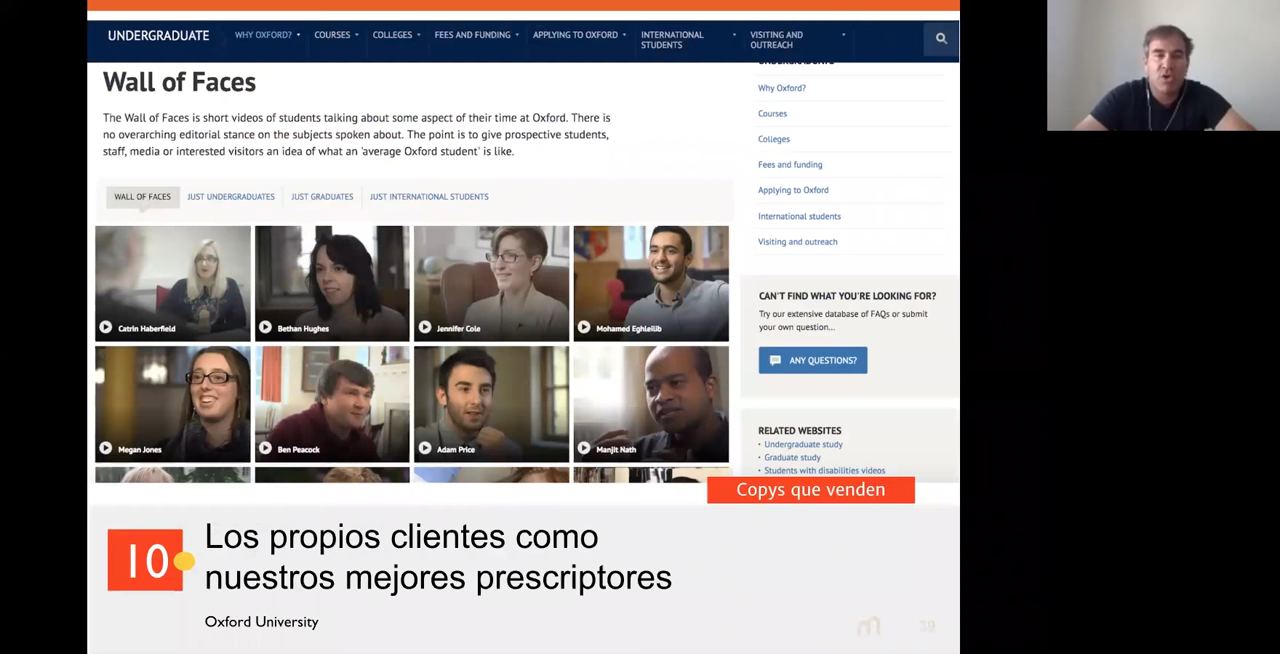 UNDERGRADUATE
WHY OXFORD?
COURSES
COLLEGES
FEES AND FUNDING
APPLYING TO OXFORD
INTERNATIONAL
STUDENTS
VISITING AND
OUTREACH
Wall of Faces
The Wall of Faces is short videos of students talking about some aspect of their time at Oxford. There is
no overarching editorial stance on the subjects spoken about. The point is to give prospective students,
staff, media or interested visitors an idea of what an 'average Oxford student' is like.
WALL OF FACES
JUST UNDERGRADUATES
JUST GRADUATES
JUST INTERNATIONAL STUDENTS
Catrin Haberfield
Bethan Hughes
Jennifer Cole
Mohamed Eghleilib
Megan Jones
Ben Peacock
Adam Price
Manjit Nath
UNDERGRADUATE
Why Oxford?
Courses
Colleges
Fees and funding
Applying to Oxford
International students
Visiting and outreach
CAN'T FIND WHAT YOU'RE LOOKING FOR?
Try our extensive database of FAQs or submit
your own question...
ANY QUESTIONS?
RELATED WEBSITES
• Undergraduate study
• Graduate study
• Students with disabilities videos
Copys que venden
10
Los propios clientes como
nuestros mejores prescriptores
Oxford University
m
39